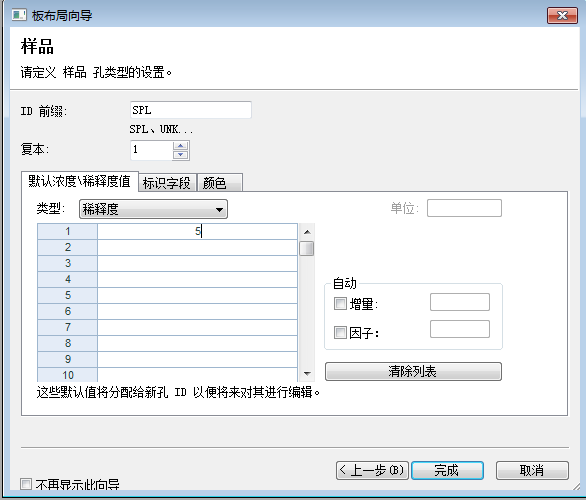 板布局向导
样品
请定义 样品 孔类型的设置。
ID 前缀: SPL
SPL、UNK...
复本: 1
默认浓度\稀释度值 标识字段 颜色
类型: 稀释度 单位:
1 5
2
3
4
5
6
7
8
9
10
自动
增量:
因子:
清除列表
这些默认值将分配给新孔 ID 以便将来对其进行编辑。
< 上一步(B) 完成 取消
不再显示此向导